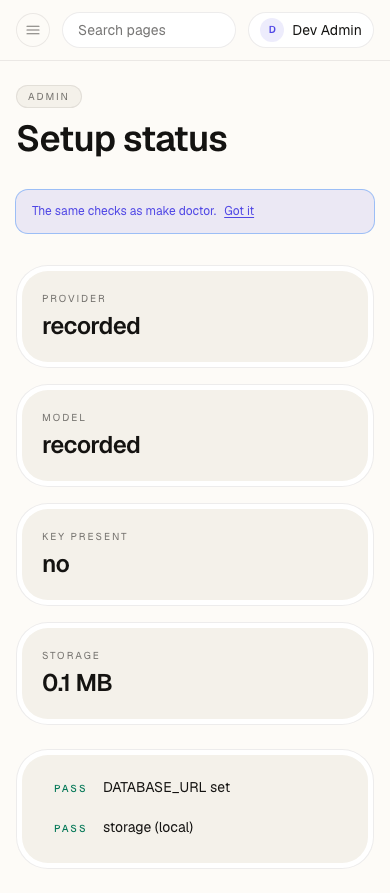 Search pages
D
Dev Admin
ADMIN
Setup status
The same checks as make doctor. Got it
PROVIDER
recorded
MODEL
recorded
KEY PRESENT
no
STORAGE
0.1 MB
PASS DATABASE_URL set
PASS storage (local)